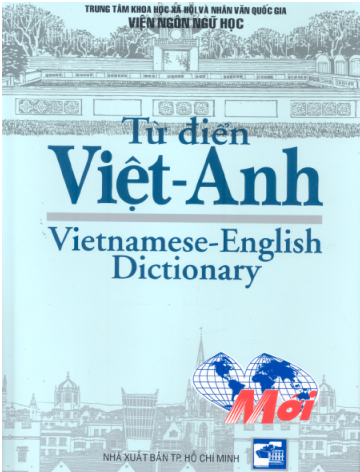 TRUNG TÂM KHOA HỌC XÃ HỘI VÀ NHÂN VĂN QUỐC GIA
VIỆN NGÔN NGỮ HỌC
Từ điển
Việt-Anh
Vietnamese-English
Dictionary
Mới
NHÀ XUẤT BẢN TP. HỒ CHÍ MINH